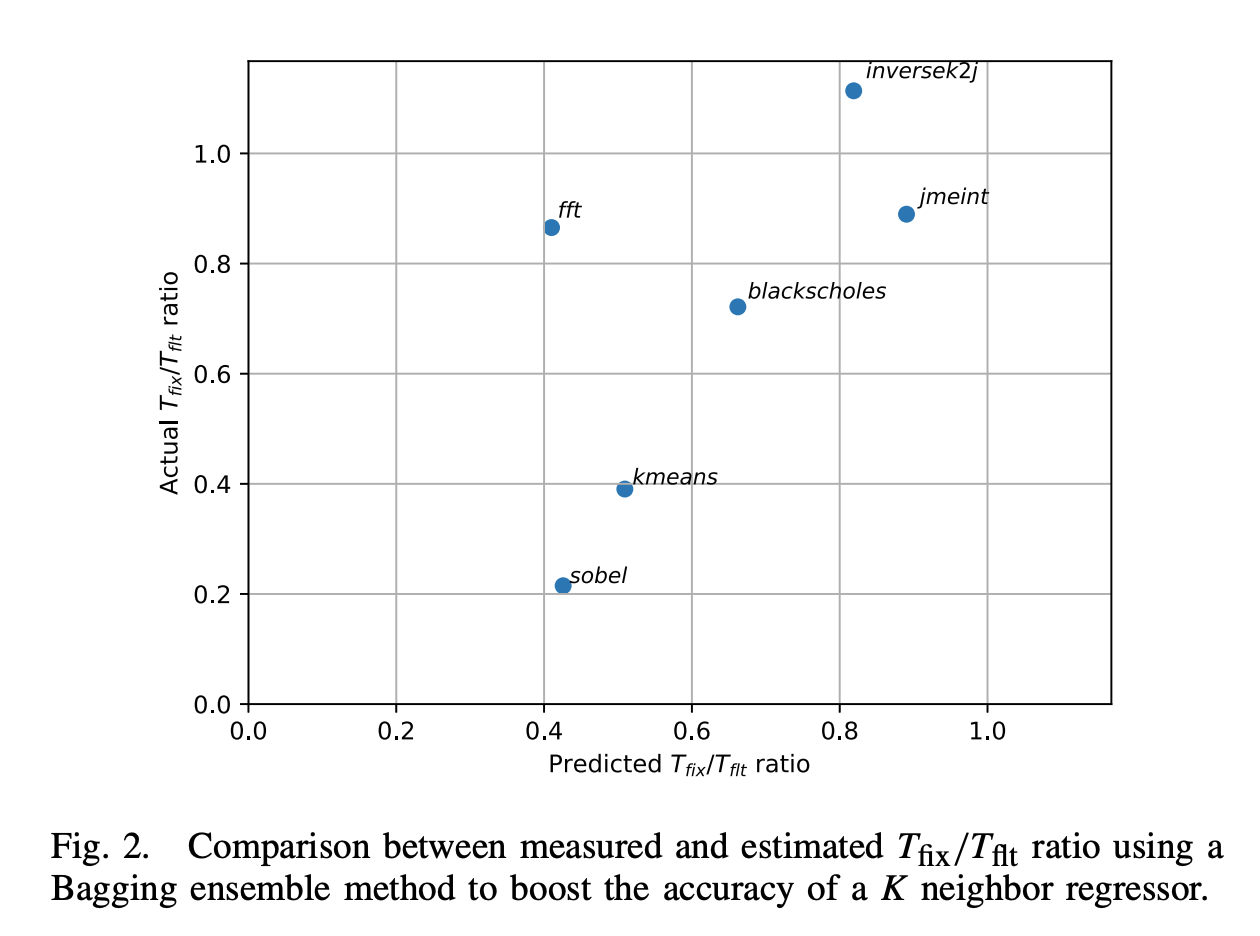 inversek2j
1.0
jmeint
fft
0.8
blackscholes
Actual T_fix/T_flt ratio
0.6
kmeans
0.4
sobel
0.2
0.0
0.0 0.2 0.4 0.6 0.8 1.0
Predicted T_fix/T_flt ratio
Fig. 2. Comparison between measured and estimated T_fix/T_flt ratio using a
Bagging ensemble method to boost the accuracy of a K neighbor regressor.